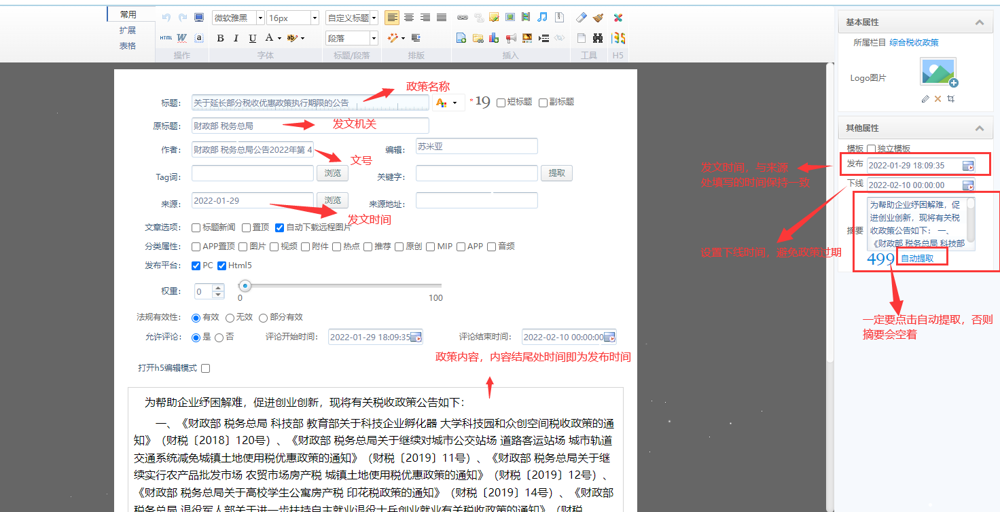 常用
扩展
表格
微软雅黑
16px
自定义标题
HTML
B I U A ab
段落
操作
字体
标题/段落
排版
插入
工具
H5
标题:
关于延长部分税收优惠政策执行期限的公告
政策名称
* 19
短标题
副标题
原标题:
财政部 税务总局
发文机关
作者:
财政部 税务总局公告2022年第 4
文号
编辑:
苏米亚
Tag词:
浏览
关键字:
提取
来源:
2022-01-29
浏览
发文时间
来源地址:
文章选项:
标题新闻 置顶 自动下载远程图片
分类属性:
APP置顶 图片 视频 附件 热点 推荐 原创 MIP APP 音频
发布平台:
PC Html5
权重:
0
0
100
法规有效性:
有效 无效 部分有效
允许评论:
是 否
评论开始时间:
2022-01-29 18:09:35
评论结束时间:
2022-02-10 00:00:00
政策内容，内容结尾处时间即为发布时间
打开h5编辑模式
为帮助企业纾困解难，促进创业创新，现将有关税收政策公告如下：
一、《财政部 税务总局 科技部 教育部关于科技企业孵化器 大学科技园和众创空间税收政策的通
知》（财税〔2018〕120号）、《财政部 税务总局关于继续对城市公交站场 道路客运站场 城市轨道
交通系统减免城镇土地使用税优惠政策的通知》（财税〔2019〕11号）、《财政部 税务总局关于继
续实行农产品批发市场 农贸市场房产税 城镇土地使用税优惠政策的通知》（财税〔2019〕12号）、
《财政部 税务总局关于高校学生公寓房产税 印花税政策的通知》（财税〔2019〕14号）、《财政部
税务总局 退役军人部关于进一步扶持自主就业退役士兵创业就业有关税收政策的通知》（财税
基本属性
所属栏目 综合税收政策
Logo图片
其他属性
模板 独立模板
发布 2022-01-29 18:09:35
下线 2022-02-10 00:00:00
摘要
为帮助企业纾困解难，促
进创业创新，现将有关税
收政策公告如下： 一、
《财政部 税务总局 科技部
499
自动提取
发文时间，与来源
处填写的时间保持一致
设置下线时间，避免政策过期
一定要点击自动提取，否则
摘要会空着